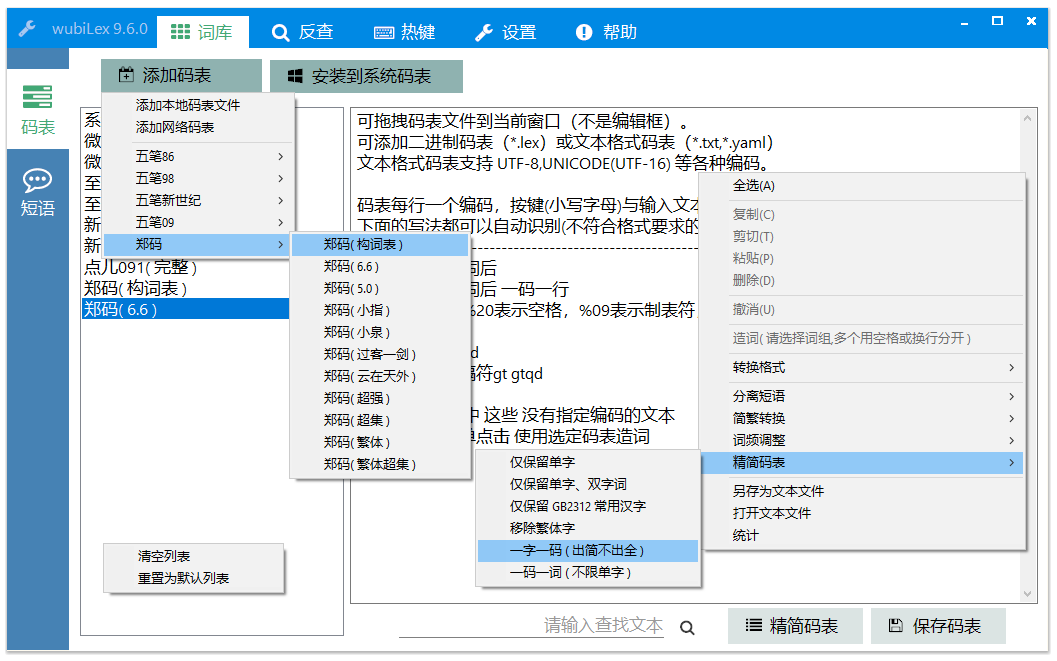 wubiLex 9.6.0
词库
反查
热键
设置
帮助
码表
短语
添加码表
安装到系统码表
添加本地码表文件
添加网络码表
五笔86
五笔98
五笔新世纪
五笔09
郑码
系
微
微
至
至
新
新
点儿091( 完整 )
郑码( 构词表 )
郑码( 6.6 )
郑码( 构词表 )
郑码( 6.6 )
郑码( 5.0 )
郑码( 小指 )
郑码( 小泉 )
郑码( 过客一剑 )
郑码( 云在天外 )
郑码( 超强 )
郑码( 超集 )
郑码( 繁体 )
郑码( 繁体超集 )
清空列表
重置为默认列表
可拖拽码表文件到当前窗口（不是编辑框）。
可添加二进制码表（*.lex）或文本格式码表（*.txt,*.yaml）
文本格式码表支持 UTF-8,UNICODE(UTF-16) 等各种编码。
码表每行一个编码，按键(小写字母)与输入文本
下面的写法都可以自动识别(不符合格式要求的
词后
词后 一码一行
%20表示空格，%09表示制表符
d
隔符gt gtqd
中 这些 没有指定编码的文本
单点击 使用选定码表造词
全选(A)
复制(C)
剪切(T)
粘贴(P)
删除(D)
撤消(U)
造词( 请选择词组,多个用空格或换行分开 )
转换格式
分离短语
简繁转换
词频调整
精简码表
另存为文本文件
打开文本文件
统计
仅保留单字
仅保留单字、双字词
仅保留 GB2312 常用汉字
移除繁体字
一字一码 ( 出简不出全 )
一码一词 ( 不限单字 )
请输入查找文本
精简码表
保存码表